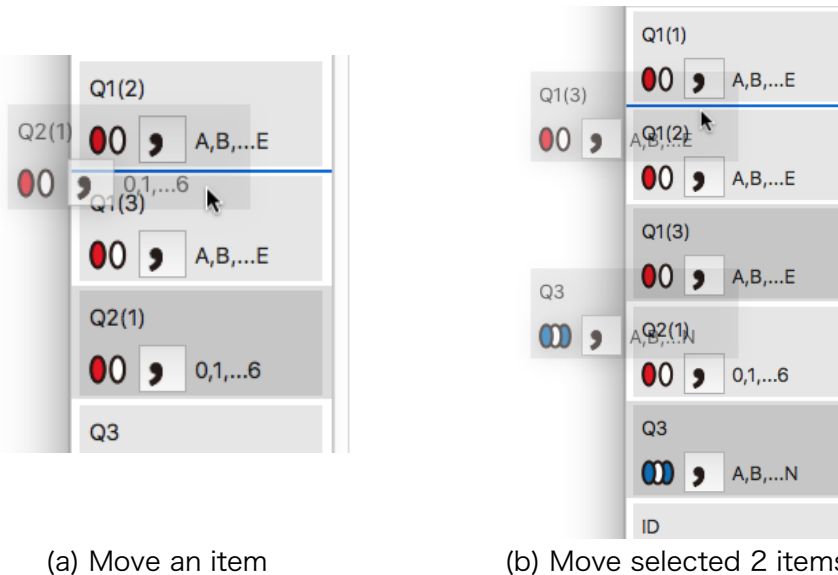 Q1(2)
, A,B,...E
Q2(1)
, 0,1,...6
Q1(3)
, A,B,...E
Q2(1)
, 0,1,...6
Q3
(a) Move an item
Q1(1)
, A,B,...E
Q1(3)
, A,B,...E
Q1(2)
, A,B,...E
Q1(3)
, A,B,...E
Q3
, A,B,...N
Q2(1)
, 0,1,...6
Q3
, A,B,...N
ID
(b) Move selected 2 items